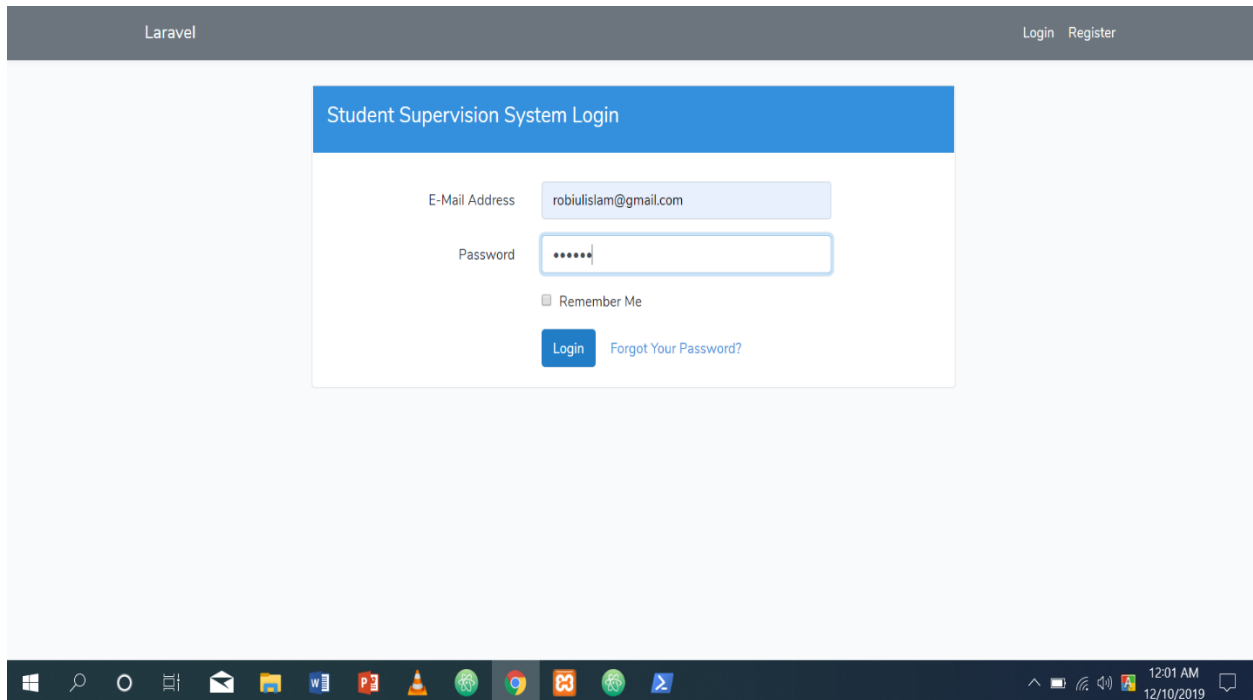 Laravel
Login Register
Student Supervision System Login
E-Mail Address robiulislam@gmail.com
Password ••••••
Remember Me
Login Forgot Your Password?
12:01 AM
12/10/2019